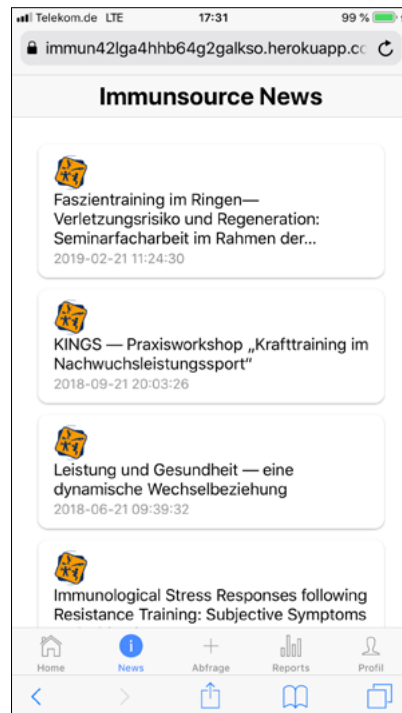 Telekom.de LTE 17:31 99 %
immun42lga4hhb64g2galkso.herokuapp.cc
Immunsource News
Faszientraining im Ringen—
Verletzungsrisiko und Regeneration:
Seminarfacharbeit im Rahmen der...
2019-02-21 11:24:30
KINGS — Praxisworkshop „Krafttraining im
Nachwuchsleistungssport“
2018-09-21 20:03:26
Leistung und Gesundheit — eine
dynamische Wechselbeziehung
2018-06-21 09:39:32
Immunological Stress Responses following
Resistance Training: Subjective Symptoms
Home News Abfrage Reports Profil